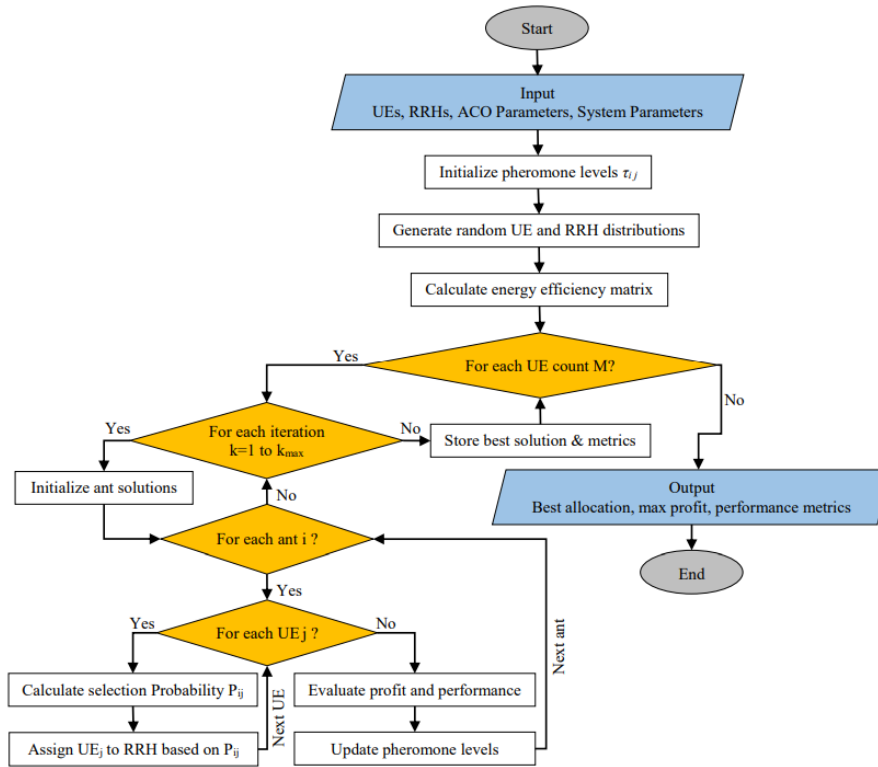 Start
Input
UEs, RRHs, ACO Parameters, System Parameters
Initialize pheromone levels τᵢⱼ
Generate random UE and RRH distributions
Calculate energy efficiency matrix
For each UE count M?
Yes
No
For each iteration
k=1 to kₘₐₓ
Yes
No
Store best solution & metrics
Initialize ant solutions
No
For each ant i ?
Yes
Output
Best allocation, max profit, performance metrics
End
For each UE j ?
Yes
No
Calculate selection Probability Pᵢⱼ
Evaluate profit and performance
Assign UEⱼ to RRH based on Pᵢⱼ
Update pheromone levels
Next UE
Next ant